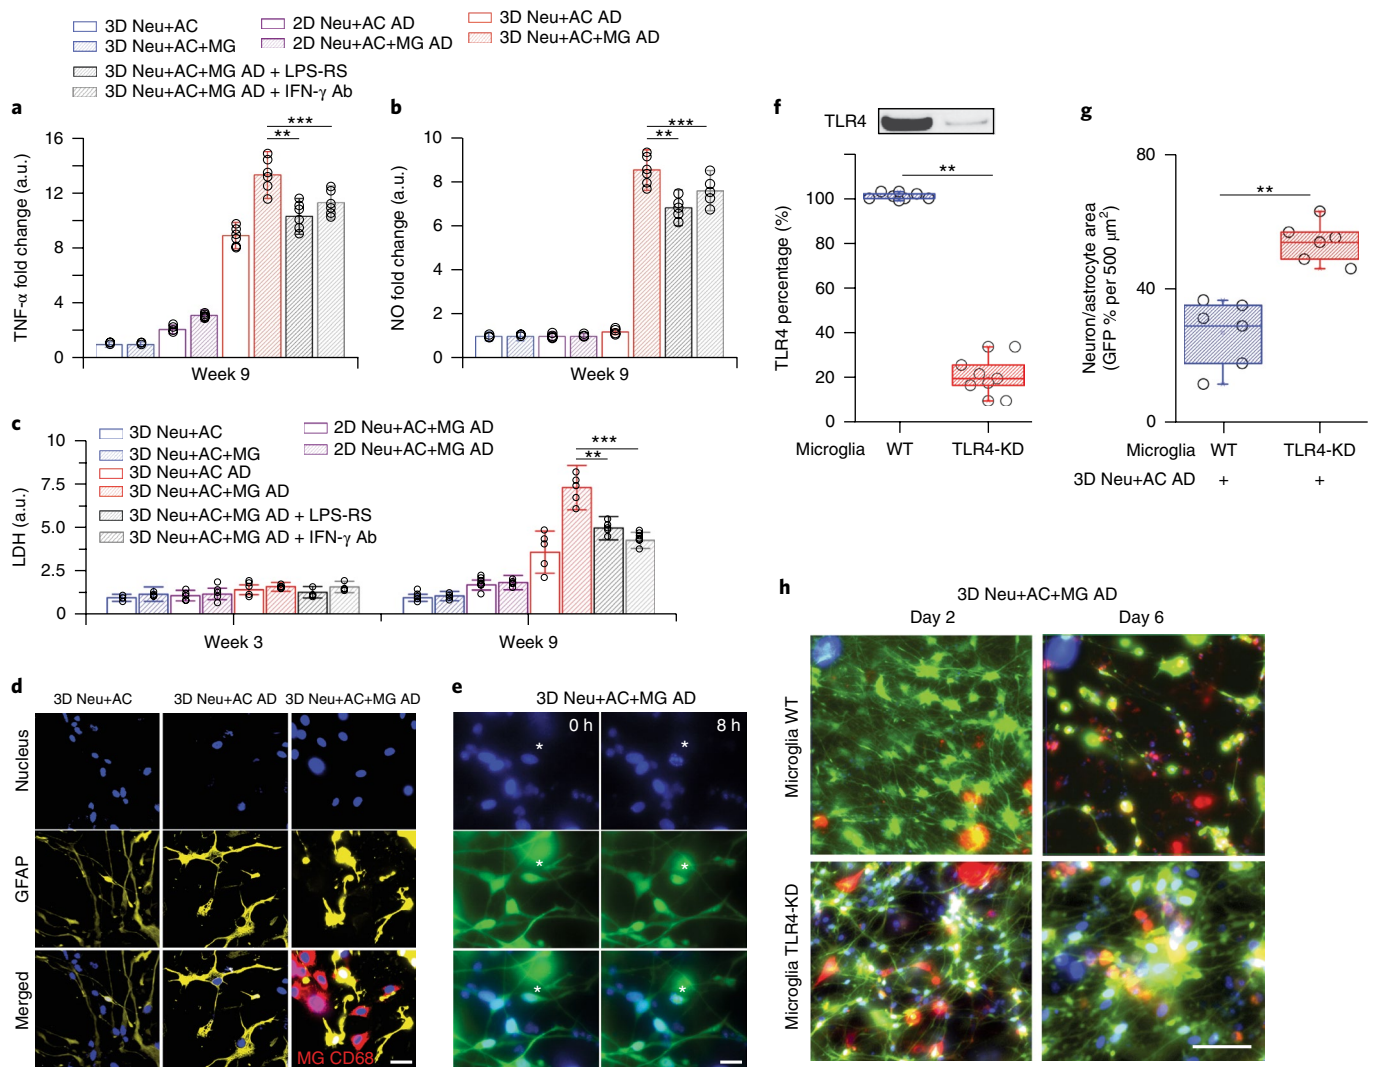 3D Neu+AC
3D Neu+AC+MG
2D Neu+AC AD
2D Neu+AC+MG AD
3D Neu+AC AD
3D Neu+AC+MG AD
3D Neu+AC+MG AD + LPS-RS
3D Neu+AC+MG AD + IFN-γ Ab
a
TNF-α fold change (a.u.)
16
12
8
4
0
***
**
Week 9
b
NO fold change (a.u.)
10
8
6
4
2
0
***
**
Week 9
c
LDH (a.u.)
10
7.5
5.0
2.5
0
3D Neu+AC
3D Neu+AC+MG
3D Neu+AC AD
3D Neu+AC+MG AD
3D Neu+AC+MG AD + LPS-RS
3D Neu+AC+MG AD + IFN-γ Ab
2D Neu+AC+MG AD
2D Neu+AC+MG AD
***
**
Week 3
Week 9
d
3D Neu+AC
3D Neu+AC AD
3D Neu+AC+MG AD
Nucleus
GFAP
Merged
MG CD68
e
3D Neu+AC+MG AD
0 h
8 h
*
*
*
*
*
*
f
TLR4
TLR4 percentage (%)
100
80
60
40
20
0
**
Microglia
WT
TLR4-KD
g
Neuron/astrocyte area
(GFP % per 500 μm²)
80
40
0
**
Microglia
WT
TLR4-KD
3D Neu+AC AD
+
+
h
3D Neu+AC+MG AD
Day 2
Day 6
Microglia WT
Microglia TLR4-KD